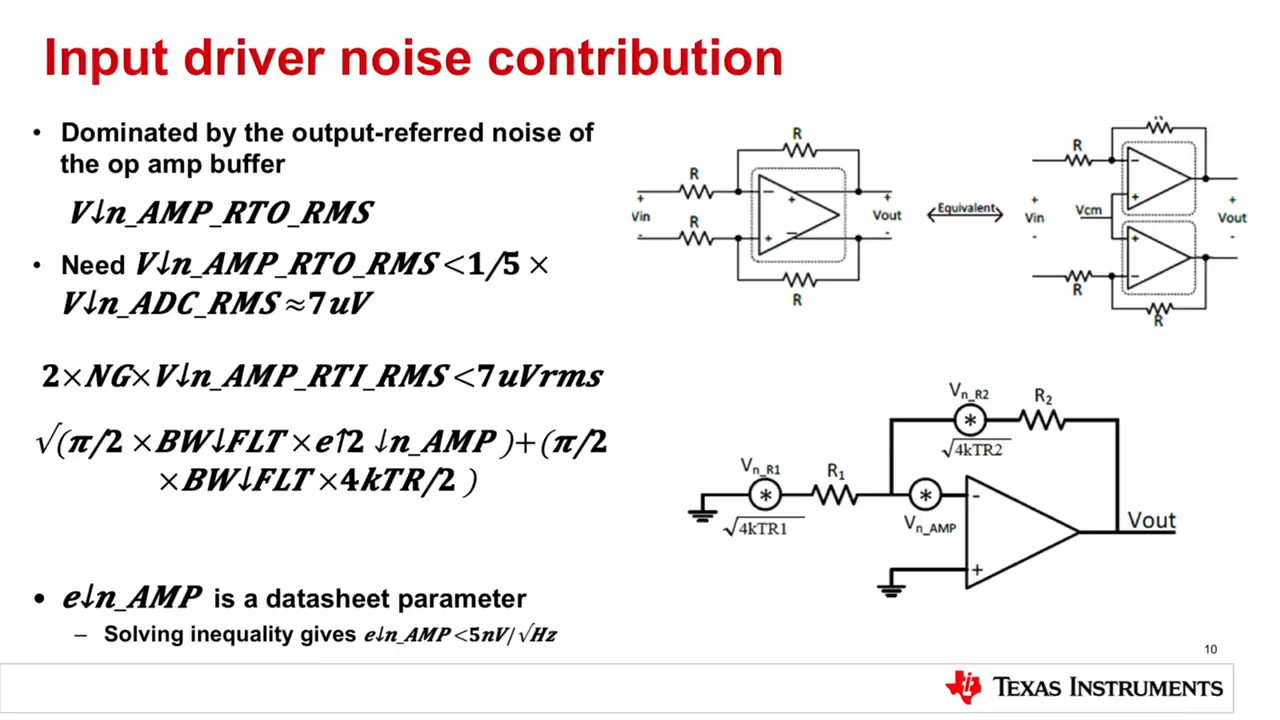 Input driver noise contribution
• Dominated by the output-referred noise of
the op amp buffer
V↓n_AMP_RTO_RMS
• Need V↓n_AMP_RTO_RMS<1/5 ×
V↓n_ADC_RMS≈7uV
2×NG×V↓n_AMP_RTI_RMS<7uVrms
√(π/2 ×BW↓FLT ×e↑2 ↓n_AMP )+(π/2
×BW↓FLT ×4kTR/2 )
• e↓n_AMP is a datasheet parameter
– Solving inequality gives e↓n_AMP<5nV/√Hz
R
R
+
Vin
-
R
R
−
+
+
−
+
Vout
-
Equivalent
R
+
Vin
-
Vcm
R
R
−
+
+
−
+
Vout
-
Vn_R2
R2
√4kTR2
Vn_R1
R1
√4kTR1
Vn_AMP
-
+
Vout
10
TEXAS INSTRUMENTS